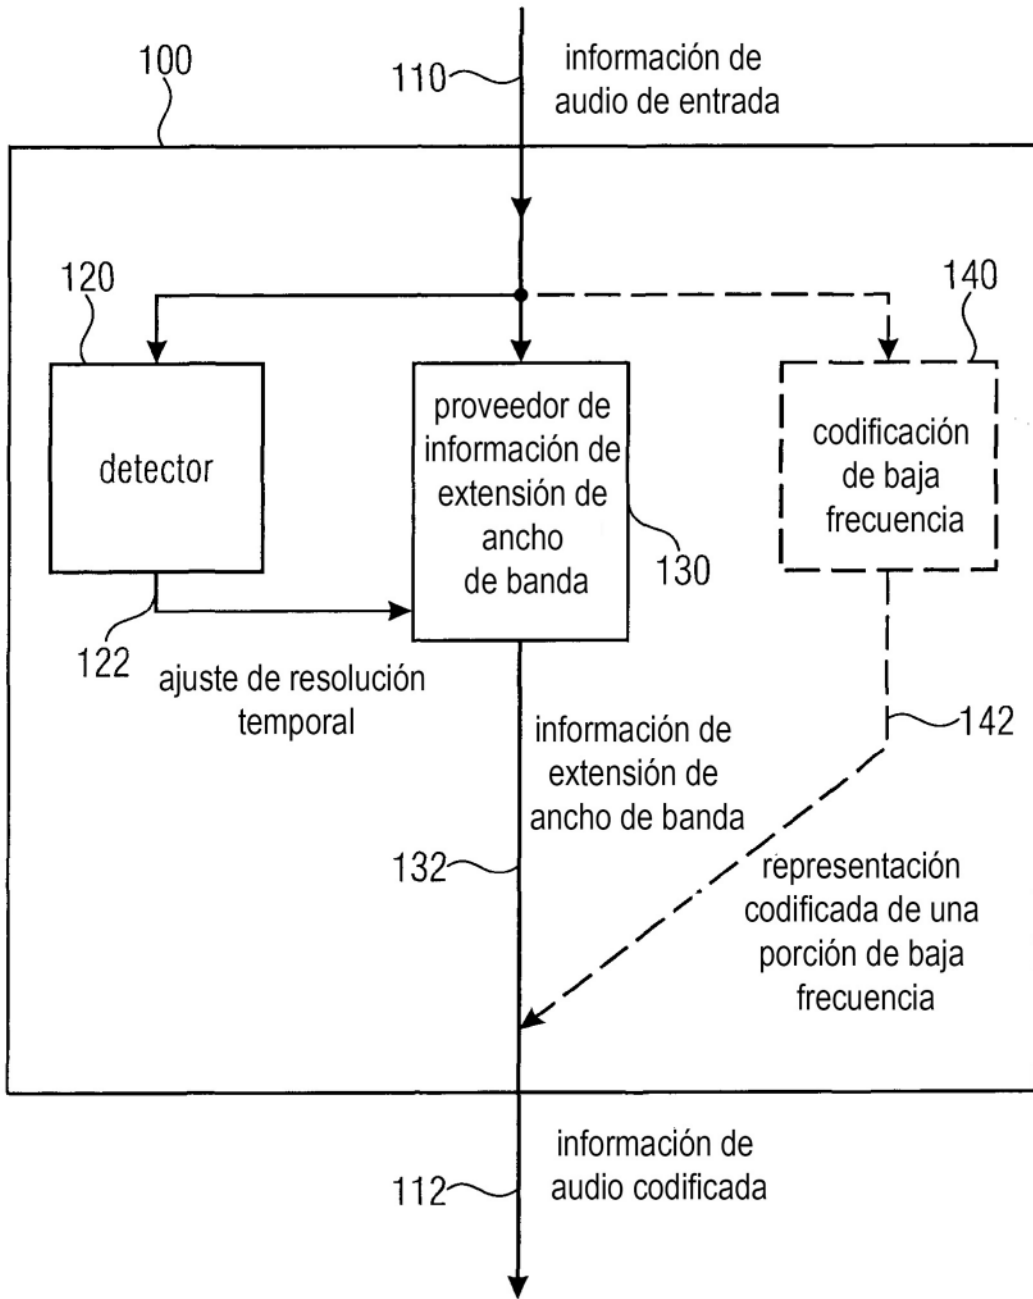 100
110
información de
audio de entrada
120
140
detector
proveedor de
información de
extensión de
ancho
de banda
codificación
de baja
frecuencia
130
122
ajuste de resolución
temporal
142
información de
extensión de
ancho de banda
132
representación
codificada de una
porción de baja
frecuencia
112
información de
audio codificada